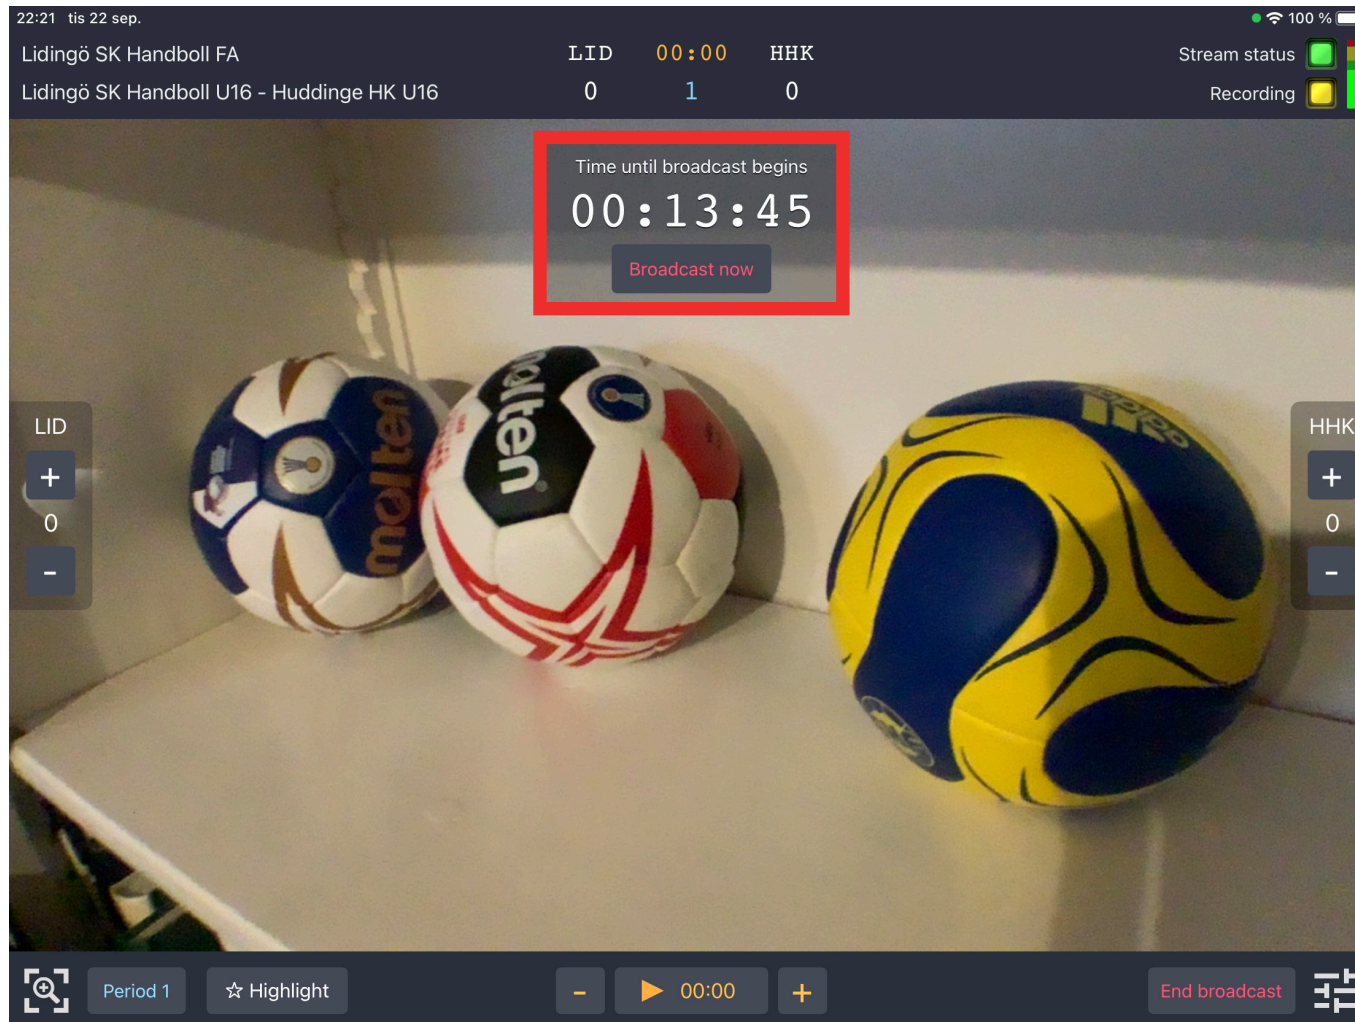 22:21 tis 22 sep.
100 %
Lidingö SK Handboll FA
LID 00:00 HHK
Stream status
Lidingö SK Handboll U16 - Huddinge HK U16
0 1 0
Recording
Time until broadcast begins
00:13:45
Broadcast now
molten
molten
LID
+
0
-
HHK
+
0
-
Period 1
☆ Highlight
-
▶ 00:00
+
End broadcast